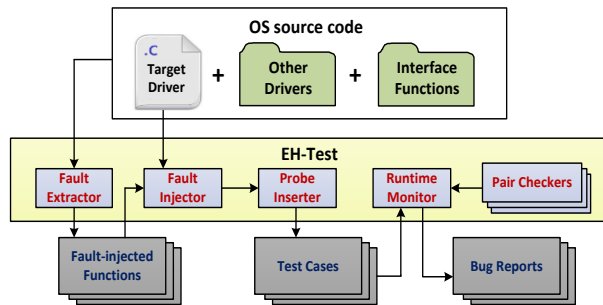 OS source code
.C
Target
Driver
+
Other
Drivers
+
Interface
Functions
EH-Test
Fault
Extractor
Fault
Injector
Probe
Inserter
Runtime
Monitor
Pair Checkers
Fault-injected
Functions
Test Cases
Bug Reports